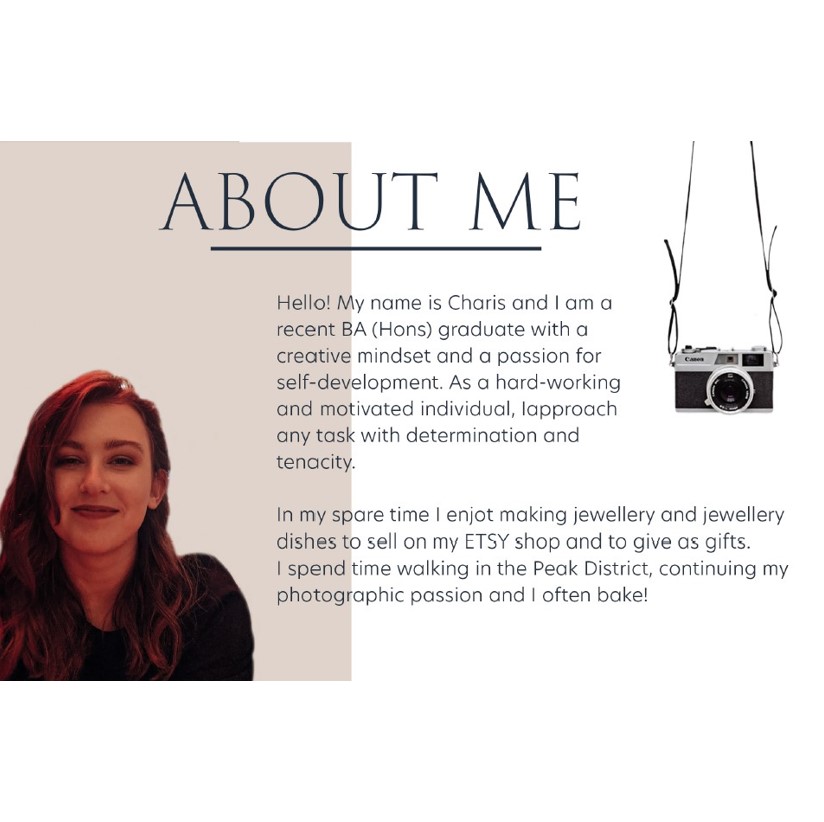 ABOUT ME
Hello! My name is Charis and I am a
recent BA (Hons) graduate with a
creative mindset and a passion for
self-development. As a hard-working
and motivated individual, Iapproach
any task with determination and
tenacity.
In my spare time I enjot making jewellery and jewellery
dishes to sell on my ETSY shop and to give as gifts.
I spend time walking in the Peak District, continuing my
photographic passion and I often bake!
Canon